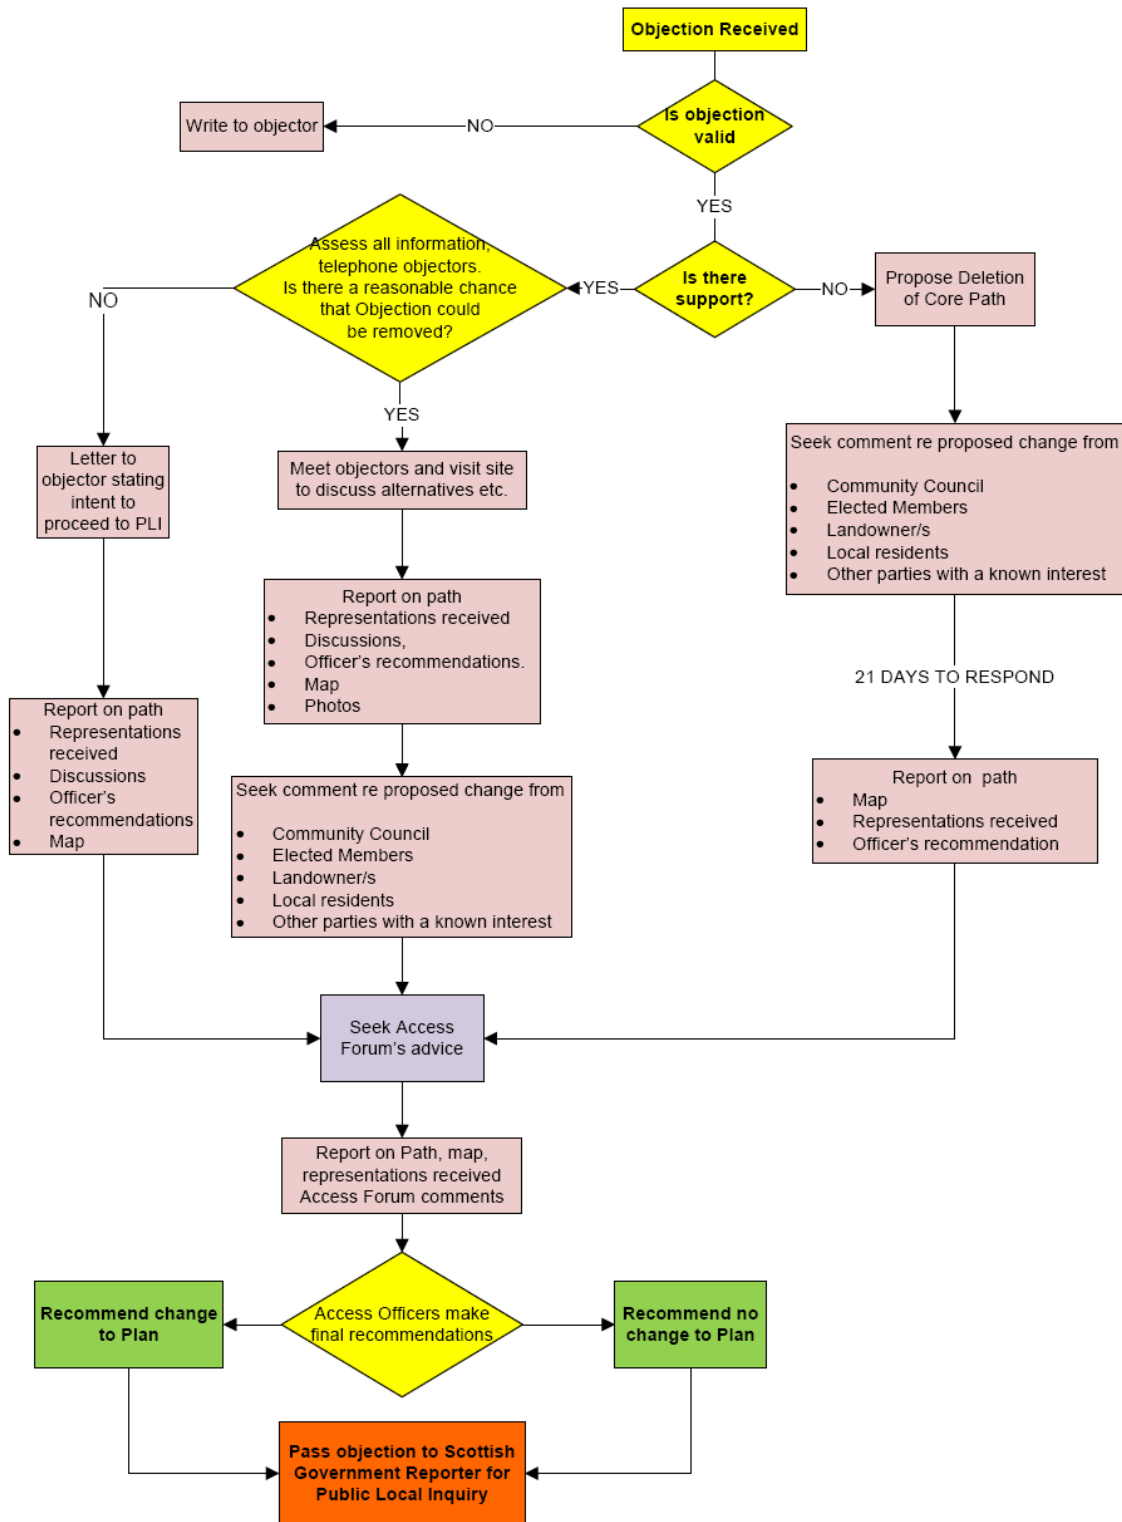 Objection Received
Is objection
valid
NO
Write to objector
YES
Is there
support?
YES
NO
Assess all information,
telephone objectors.
Is there a reasonable chance
that Objection could
be removed?
Propose Deletion
of Core Path
NO
YES
Letter to
objector stating
intent to
proceed to PLI
Meet objectors and visit site
to discuss alternatives etc.
Seek comment re proposed change from
• Community Council
• Elected Members
• Landowner/s
• Local residents
• Other parties with a known interest
Report on path
• Representations received
• Discussions,
• Officer's recommendations.
• Map
• Photos
21 DAYS TO RESPOND
Report on path
• Representations
received
• Discussions
• Officer's
recommendations
• Map
Seek comment re proposed change from
• Community Council
• Elected Members
• Landowner/s
• Local residents
• Other parties with a known interest
Report on path
• Map
• Representations received
• Officer's recommendation
Seek Access
Forum's advice
Report on Path, map,
representations received
Access Forum comments
Access Officers make
final recommendations
Recommend change
to Plan
Recommend no
change to Plan
Pass objection to Scottish
Government Reporter for
Public Local Inquiry